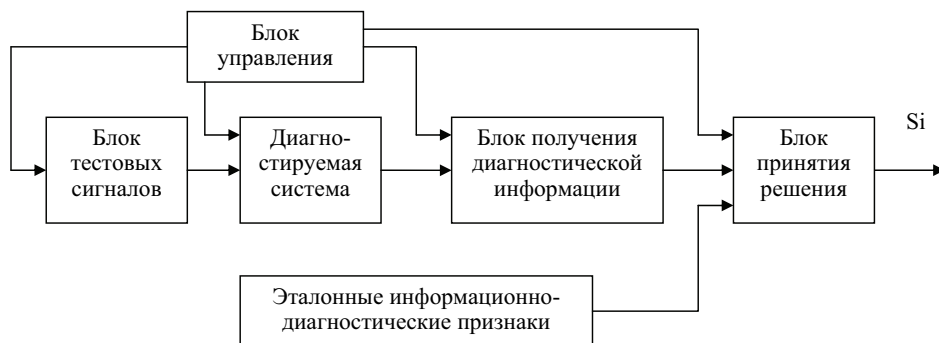 Блок
управления
Блок
тестовых
сигналов
Диагно-
стируемая
система
Блок получения
диагностической
информации
Блок
принятия
решения
Si
Эталонные информационно-
диагностические признаки